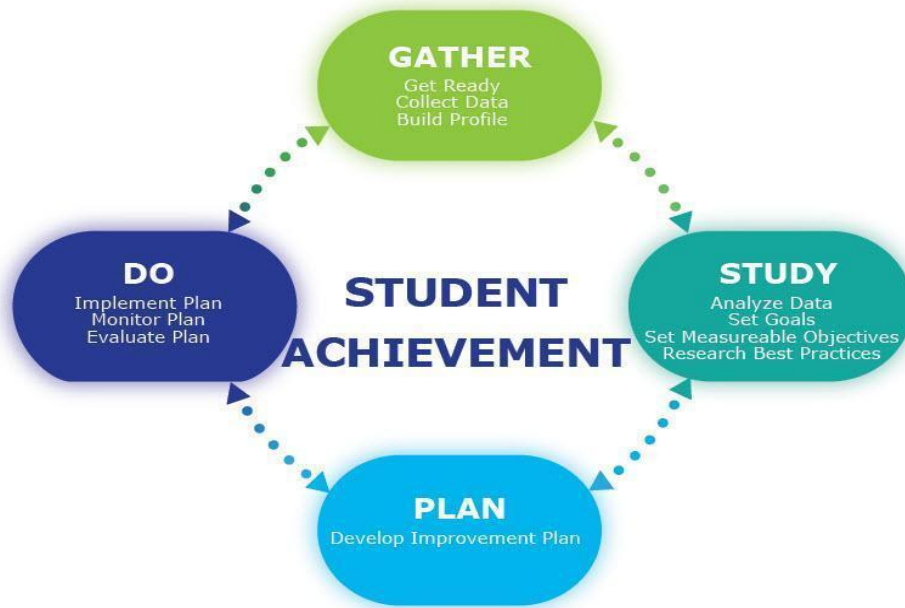 GATHER
Get Ready
Collect Data
Build Profile
DO
Implement Plan
Monitor Plan
Evaluate Plan
STUDENT
ACHIEVEMENT
STUDY
Analyze Data
Set Goals
Set Measureable Objectives
Research Best Practices
PLAN
Develop Improvement Plan